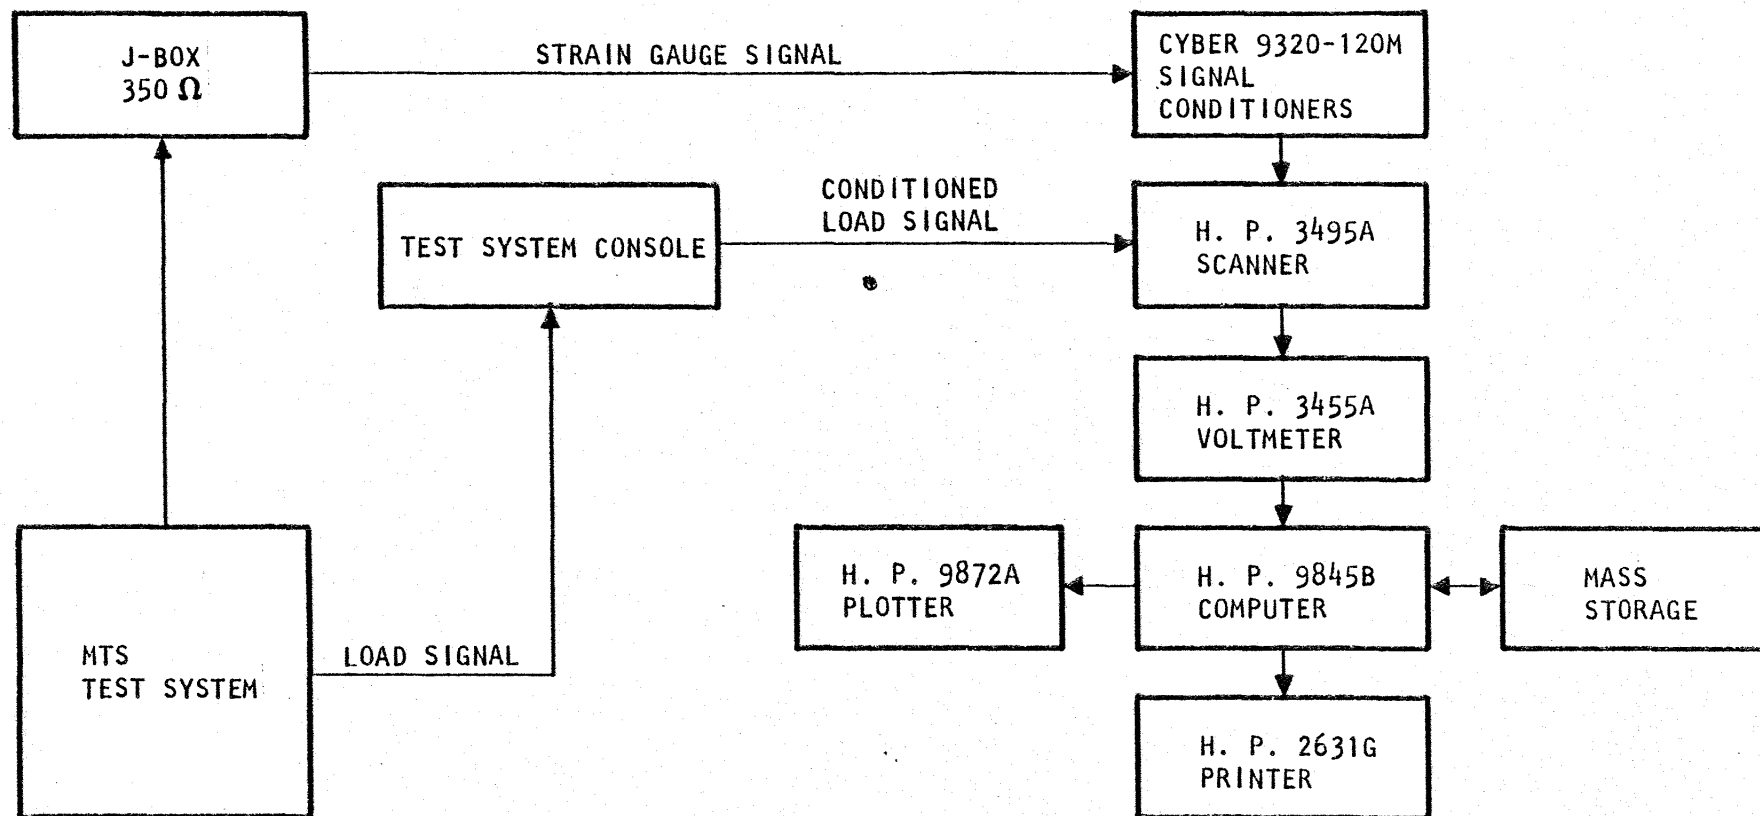 J-BOX
350 Ω
STRAIN GAUGE SIGNAL
CYBER 9320-120M
SIGNAL
CONDITIONERS
TEST SYSTEM CONSOLE
CONDITIONED
LOAD SIGNAL
H. P. 3495A
SCANNER
H. P. 3455A
VOLTMETER
H. P. 9872A
PLOTTER
H. P. 9845B
COMPUTER
MASS
STORAGE
MTS
TEST SYSTEM
LOAD SIGNAL
H. P. 2631G
PRINTER